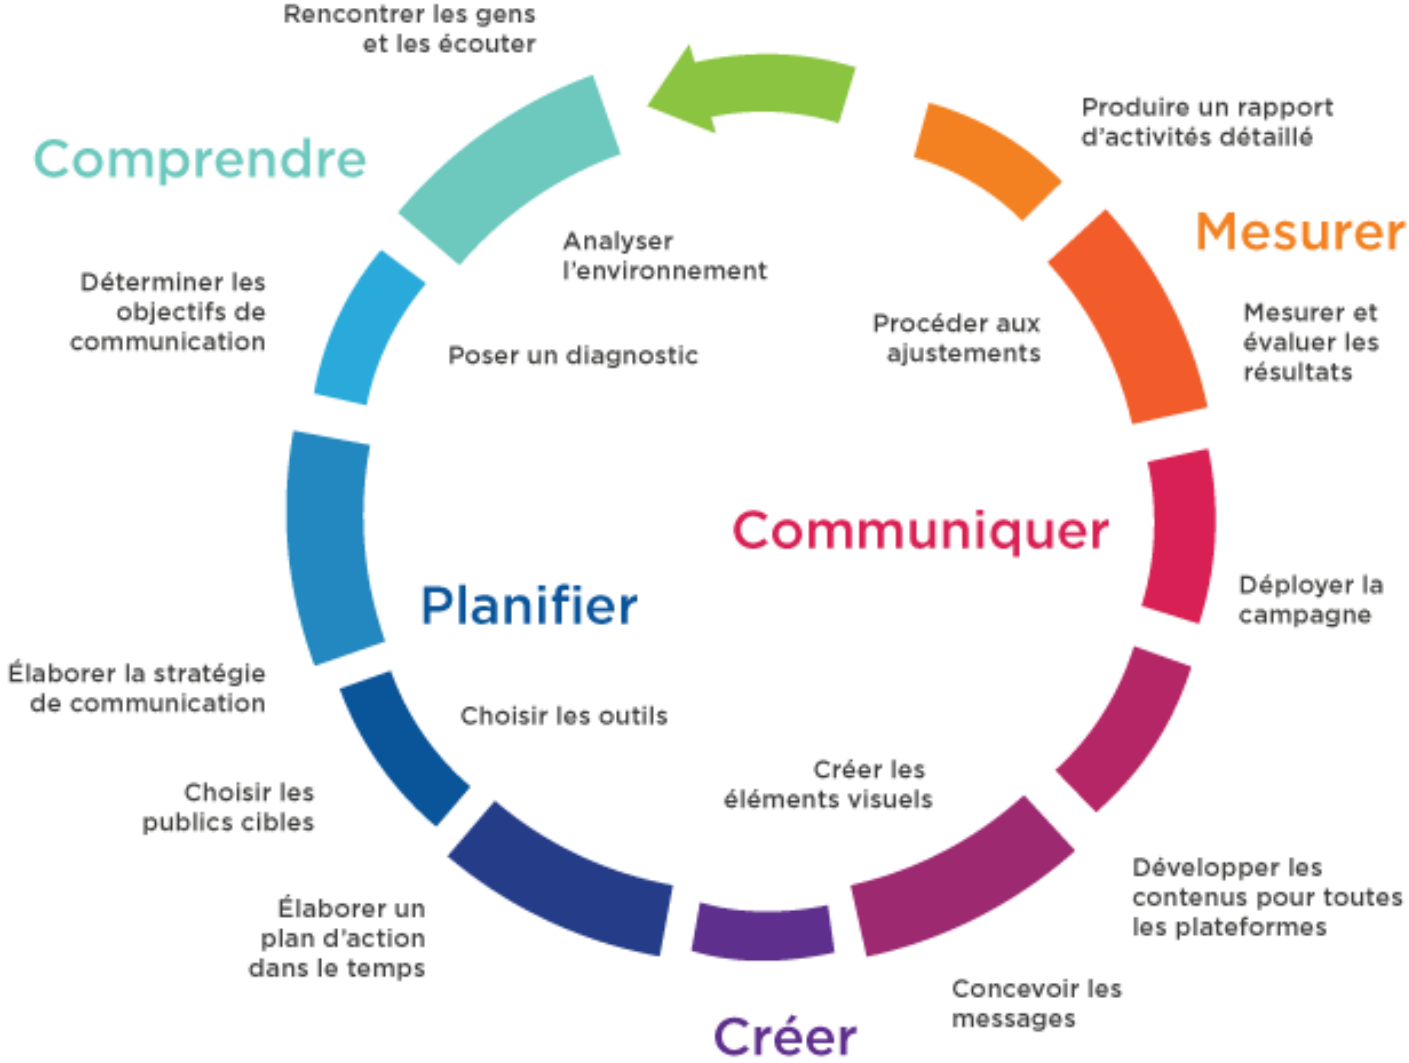 Rencontrer les gens
et les écouter
Comprendre
Analyser
l'environnement
Poser un diagnostic
Déterminer les
objectifs de
communication
Planifier
Élaborer la stratégie
de communication
Choisir les outils
Choisir les
publics cibles
Élaborer un
plan d'action
dans le temps
Créer
Créer les
éléments visuels
Concevoir les
messages
Développer les
contenus pour toutes
les plateformes
Communiquer
Déployer la
campagne
Mesurer
Mesurer et
évaluer les
résultats
Procéder aux
ajustements
Produire un rapport
d'activités détaillé